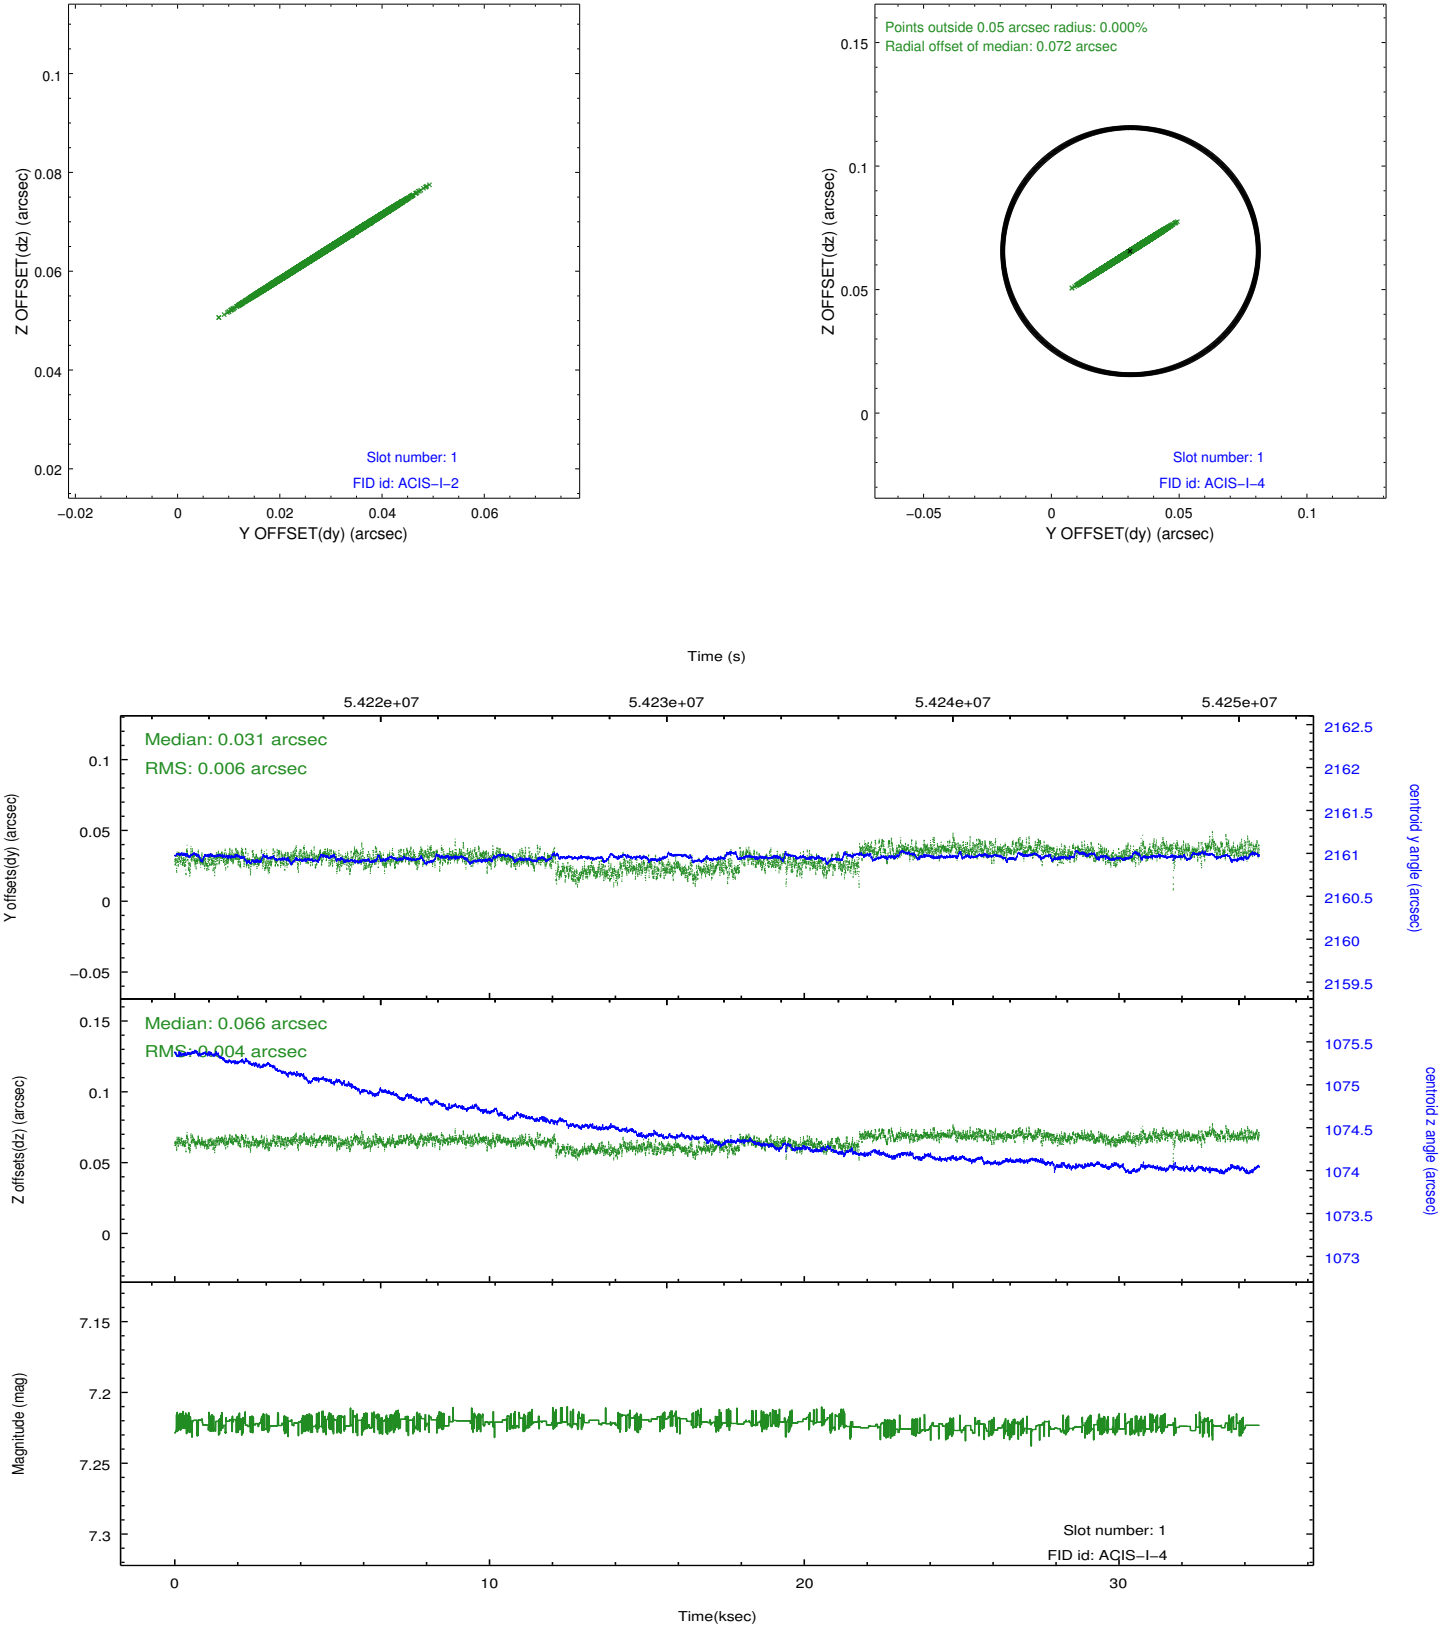 0.1
0.08
0.06
0.04
0.02
Z OFFSET(dz) (arcsec)
Slot number: 1
FID id: ACIS−I−2
−0.02 0 0.02 0.04 0.06
Y OFFSET(dy) (arcsec)
Points outside 0.05 arcsec radius: 0.000%
Radial offset of median: 0.072 arcsec
0.15
0.1
0.05
0
Z OFFSET(dz) (arcsec)
Slot number: 1
FID id: ACIS−I−4
−0.05 0 0.05 0.1
Y OFFSET(dy) (arcsec)
Time (s)
5.422e+07 5.423e+07 5.424e+07 5.425e+07
Median: 0.031 arcsec
RMS: 0.006 arcsec
0.1
0.05
0
−0.05
Y offsets(dy) (arcsec)
2162.5
2162
2161.5
2161
2160.5
2160
2159.5
centroid y angle (arcsec)
Median: 0.066 arcsec
RMS: 0.004 arcsec
0.15
0.1
0.05
0
Z offsets(dz) (arcsec)
1075.5
1075
1074.5
1074
1073.5
1073
centroid z angle (arcsec)
7.15
7.2
7.25
7.3
Magnitude (mag)
Slot number: 1
FID id: ACIS−I−4
0 10 20 30
Time(ksec)